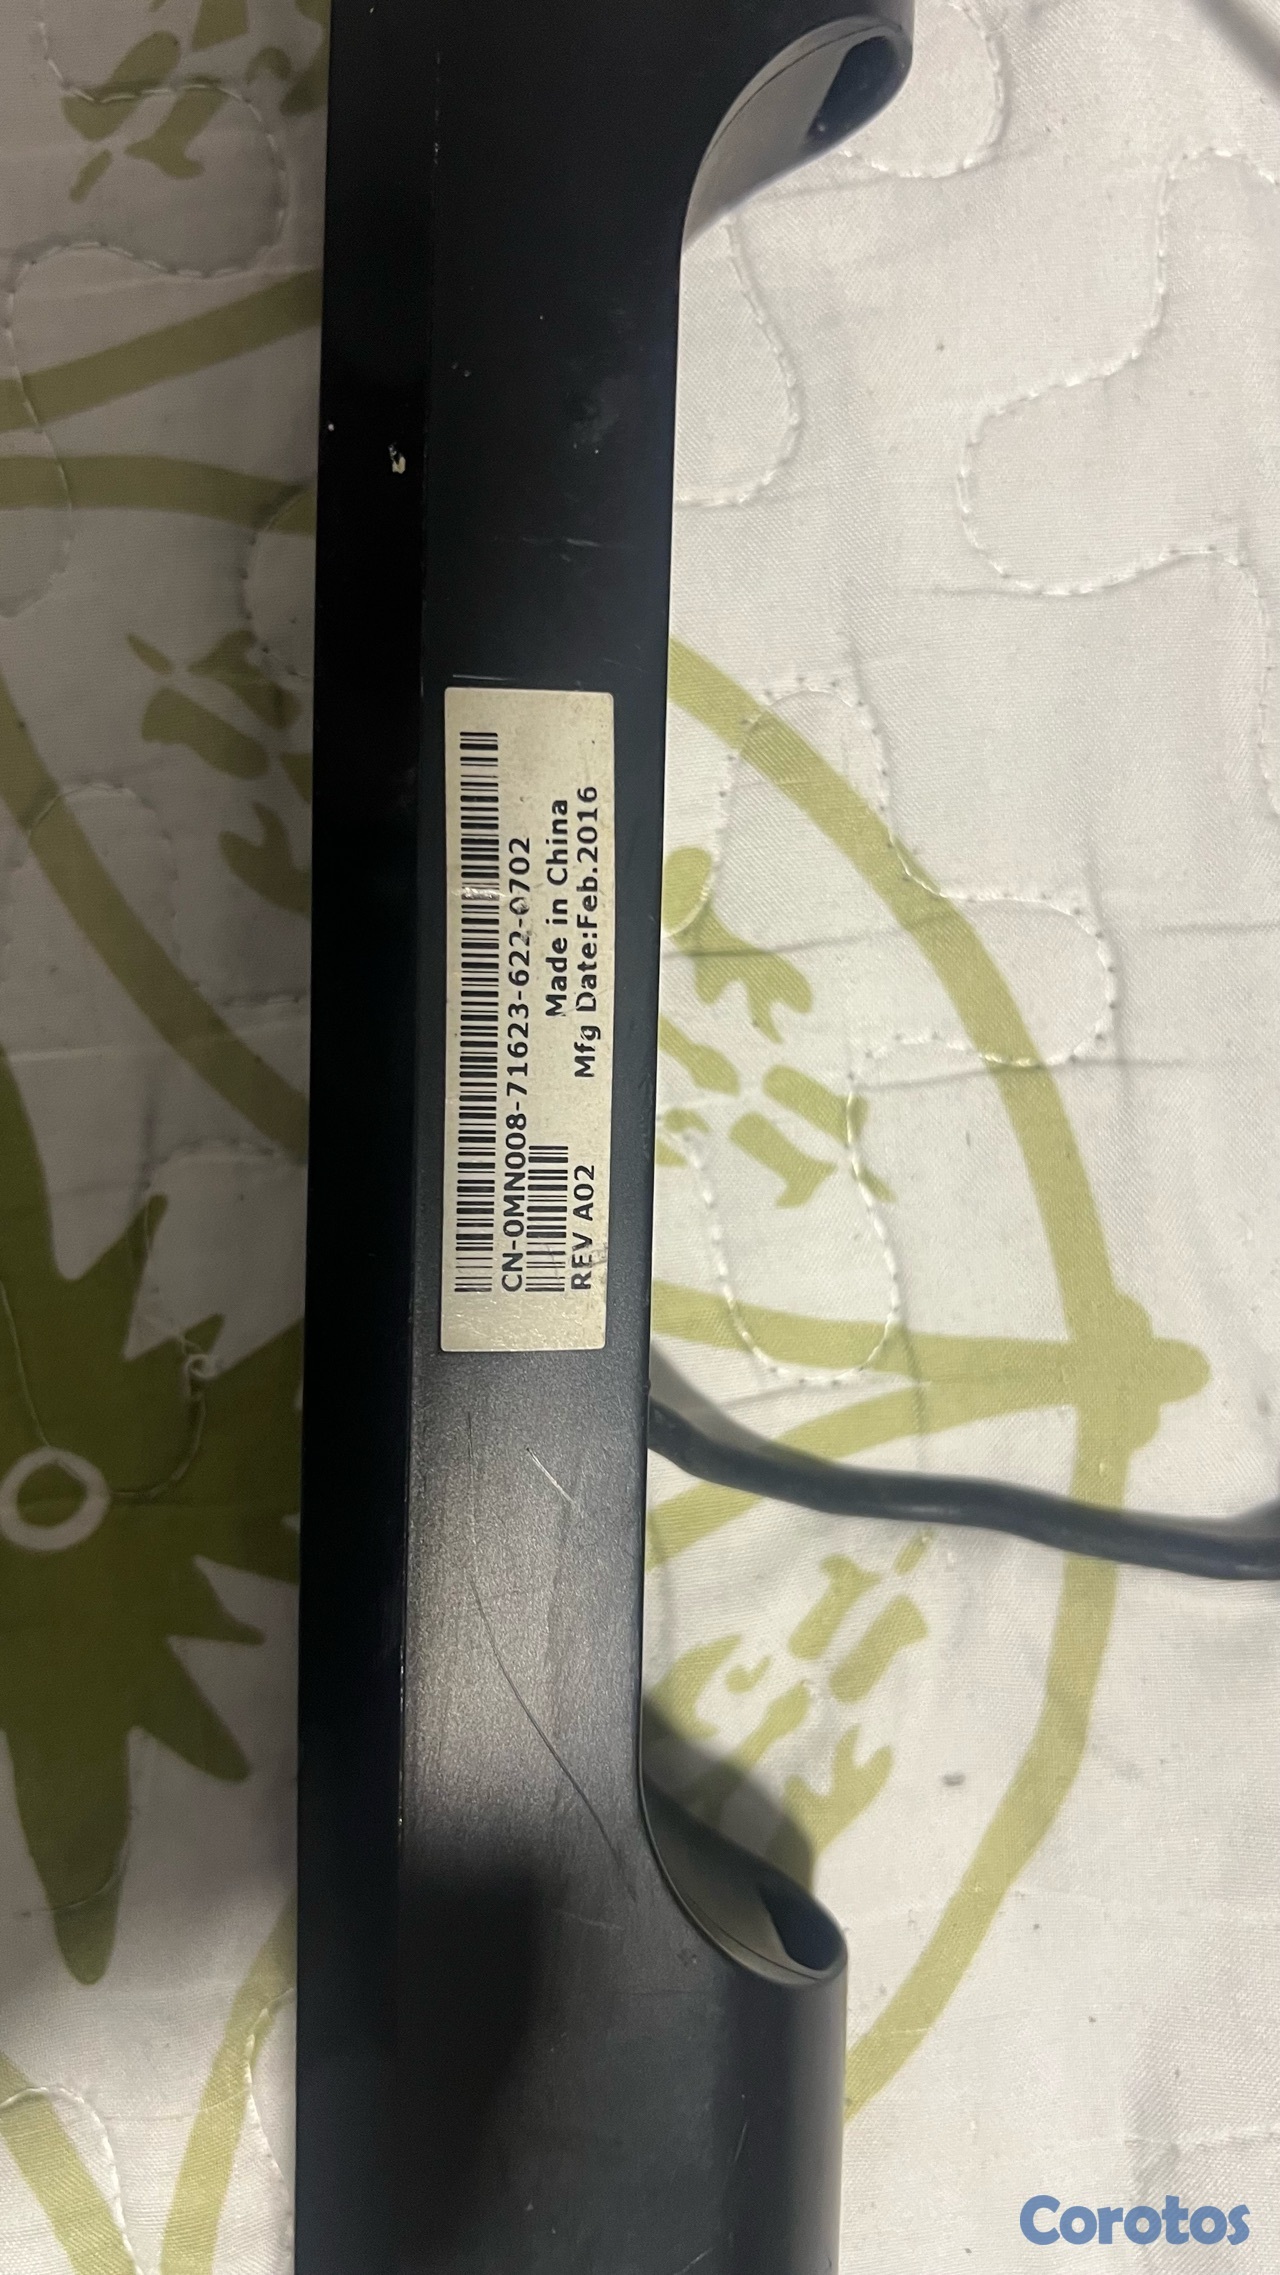 CN-0MN008-71623-622-0702
Made in China
REV A02 Mfg Date:Feb.2016
Corotos